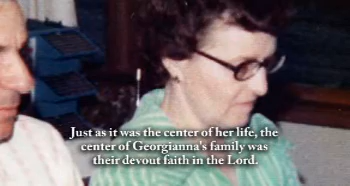 Just as it was the center of her life, the
center of Georgianna's family was
their devout faith in the Lord.